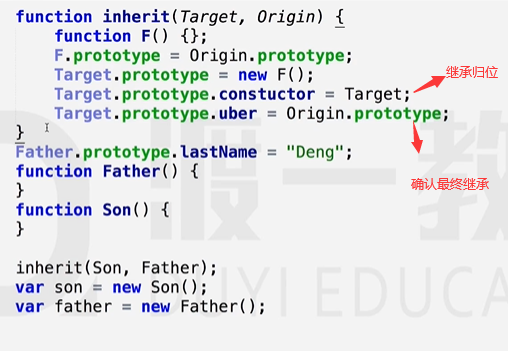 function inherit(Target, Origin) {
    function F() {};
    F.prototype = Origin.prototype;
    Target.prototype = new F();
    Target.prototype.constuctor = Target;
继承归位
    Target.prototype.uber = Origin.prototype;
}
确认最终继承
Father.prototype.lastName = "Deng";
function Father() {
}
function Son() {
}
渡一教
DUYI EDUCA
inherit(Son, Father);
var son = new Son();
var father = new Father();